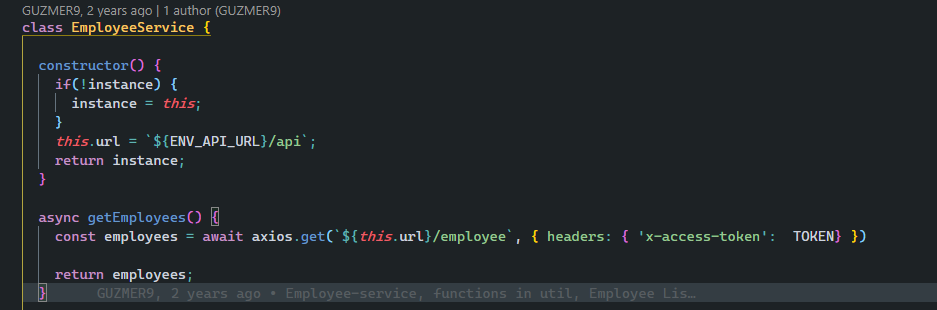 GUZMER9, 2 years ago | 1 author (GUZMER9)
class EmployeeService {
constructor() {
if(!instance) {
instance = this;
}
this.url = `${ENV_API_URL}/api`;
return instance;
}
async getEmployees() {
const employees = await axios.get(`${this.url}/employee`, { headers: { 'x-access-token':  TOKEN} })
return employees;
} GUZMER9, 2 years ago • Employee-service, functions in util, Employee Lis…